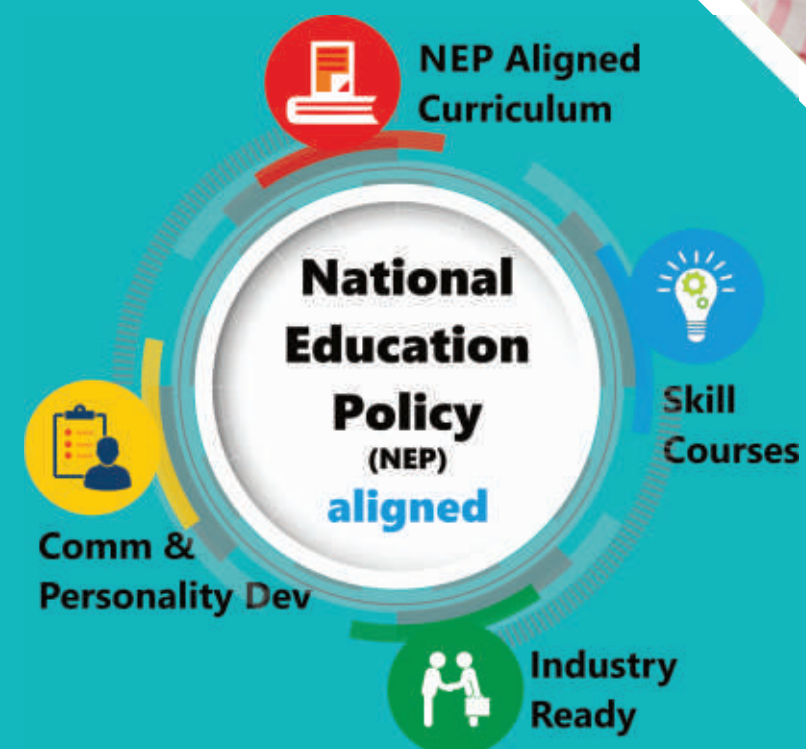 NEP Aligned
Curriculum
National
Education
Policy
(NEP)
aligned
Skill
Courses
Comm &
Personality Dev
Industry
Ready